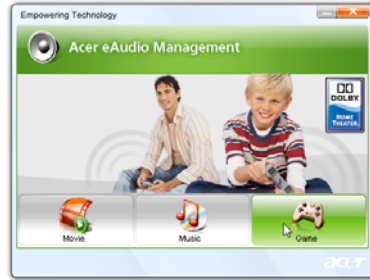 Empowering Technology
Acer eAudio Management
DOLBY
HOME
THEATER
Movie
Music
Game
acer